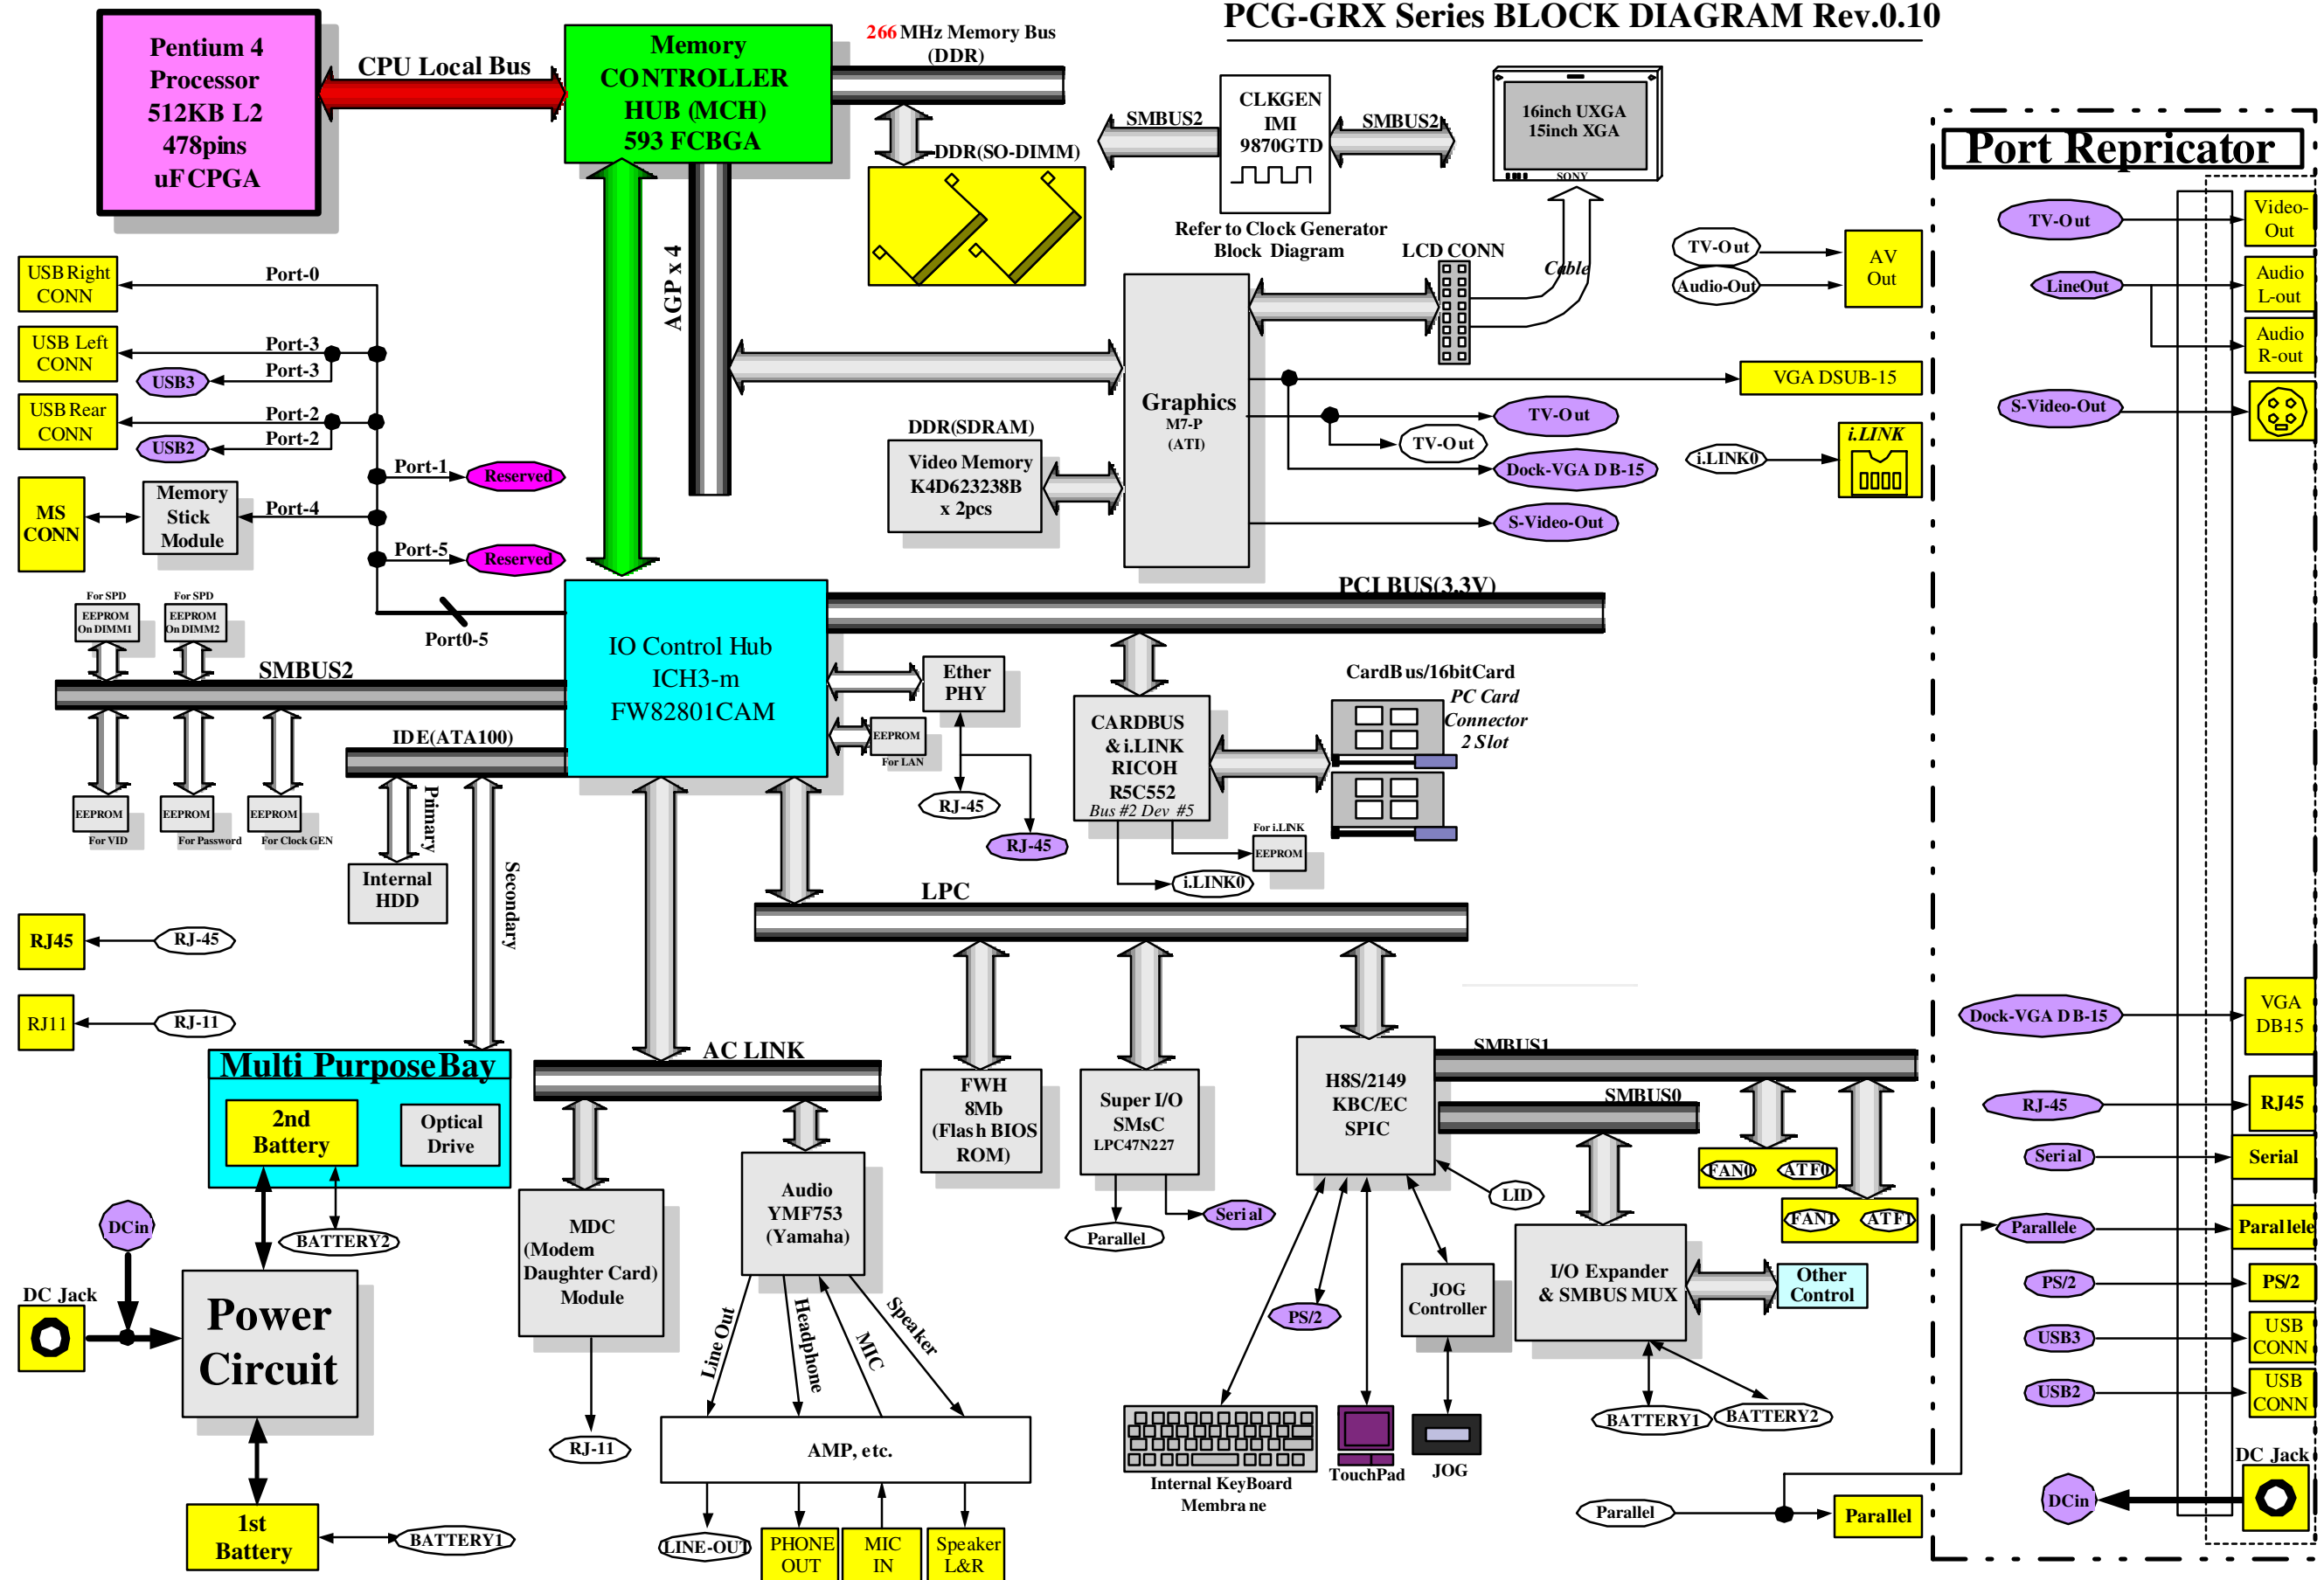 PCG-GRX Series BLOCK DIAGRAM Rev.0.10
Pentium 4
Processor
512KB L2
478pins
uFCPGA
CPU Local Bus
Memory
CONTROLLER
HUB (MCH)
593 FCBGA
266 MHz Memory Bus
(DDR)
DDR(SO-DIMM)
AGP x 4
SMBUS2
CLKGEN
IMI
9870GTD
SMBUS2
Refer to Clock Generator
Block Diagram
16inch UXGA
15inch XGA
SONY
LCD CONN
Cable
TV-Out
Audio-Out
AV
Out
USB Right
CONN
Port-0
USB Left
CONN
Port-3
Port-3
USB3
USB Rear
CONN
Port-2
Port-2
USB2
Port-1
Reserved
MS
CONN
Memory
Stick
Module
Port-4
Port-5
Reserved
Port0-5
Graphics
M7-P
(ATI)
DDR(SDRAM)
Video Memory
K4D623238B
x 2pcs
VGA DSUB-15
TV-Out
TV-Out
Dock-VGA DB-15
S-Video-Out
i.LINK0
i.LINK
PCI BUS(3.3V)
IO Control Hub
ICH3-m
FW82801CAM
For SPD
EEPROM
On DIMM1
For SPD
EEPROM
On DIMM2
SMBUS2
EEPROM
For VID
EEPROM
For Password
EEPROM
For Clock GEN
IDE(ATA100)
Primary
Internal
HDD
Secondary
Ether
PHY
EEPROM
For LAN
RJ-45
RJ-45
CARDBUS
& i.LINK
RICOH
R5C552
Bus #2 Dev #5
CardBus/16bitCard
PC Card
Connector
2 Slot
For i.LINK
EEPROM
i.LINK0
LPC
RJ45
RJ-45
RJ11
RJ-11
Multi PurposeBay
2nd
Battery
Optical
Drive
BATTERY2
DCin
DC Jack
Power
Circuit
1st
Battery
BATTERY1
AC LINK
MDC
(Modem
Daughter Card)
Module
RJ-11
Audio
YMF753
(Yamaha)
Line Out
Headphone
MIC
Speaker
AMP, etc.
LINE-OUT
PHONE
OUT
MIC
IN
Speaker
L&R
FWH
8Mb
(Flash BIOS
ROM)
Super I/O
SMsC
LPC47N227
Parallel
Serial
H8S/2149
KBC/EC
SPIC
SMBUS1
SMBUS0
FAN0
ATF0
FAN1
ATF1
LID
PS/2
JOG
Controller
I/O Expander
& SMBUS MUX
Other
Control
BATTERY1
BATTERY2
Internal KeyBoard
Membrane
TouchPad
JOG
Parallel
Parallel
Port Repricator
TV-Out
Video-
Out
LineOut
Audio
L-out
Audio
R-out
S-Video-Out
Dock-VGA DB-15
VGA
DB-15
RJ-45
RJ45
Serial
Serial
Parallele
Parallele
PS/2
PS/2
USB3
USB
CONN
USB2
USB
CONN
DC Jack
DCin